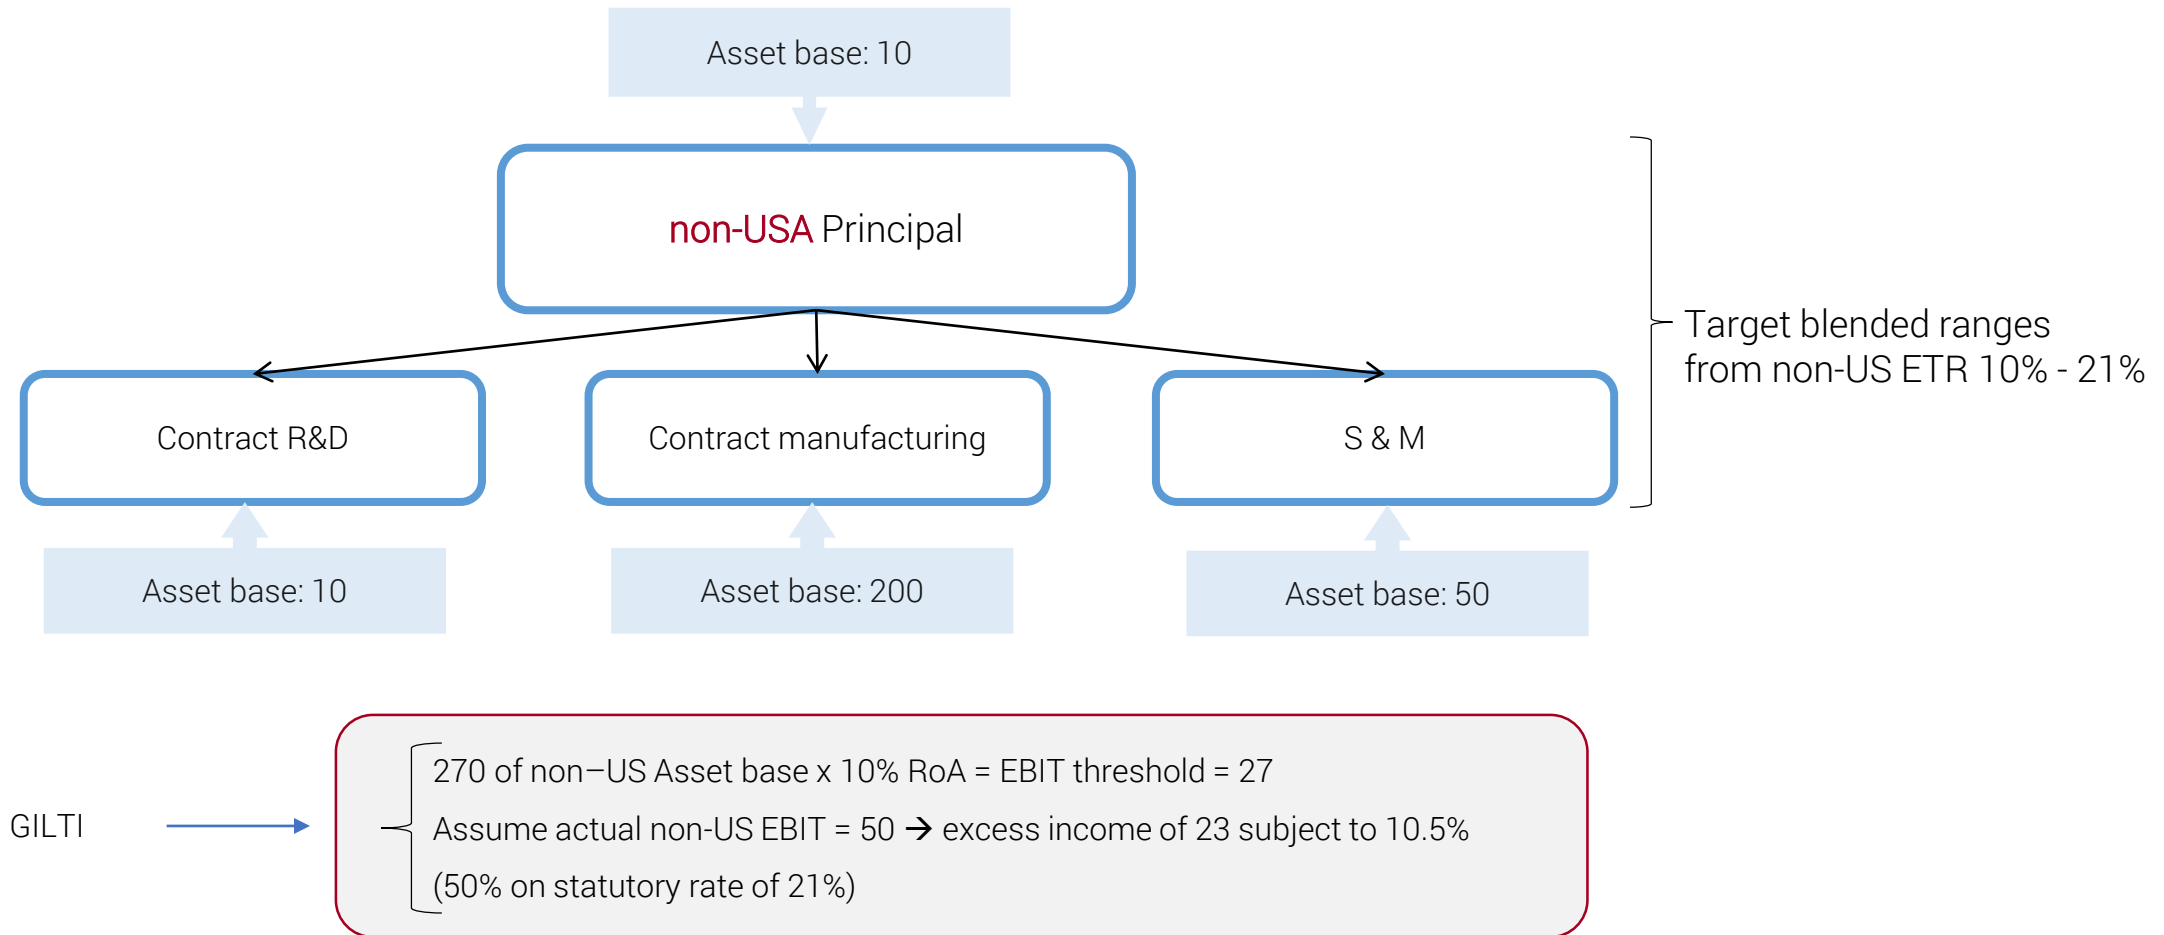 Asset base: 10
non-USA Principal
Target blended ranges
from non-US ETR 10% - 21%
Contract R&D
Contract manufacturing
S & M
Asset base: 10
Asset base: 200
Asset base: 50
GILTI
270 of non–US Asset base x 10% RoA = EBIT threshold = 27
Assume actual non-US EBIT = 50 → excess income of 23 subject to 10.5%
(50% on statutory rate of 21%)